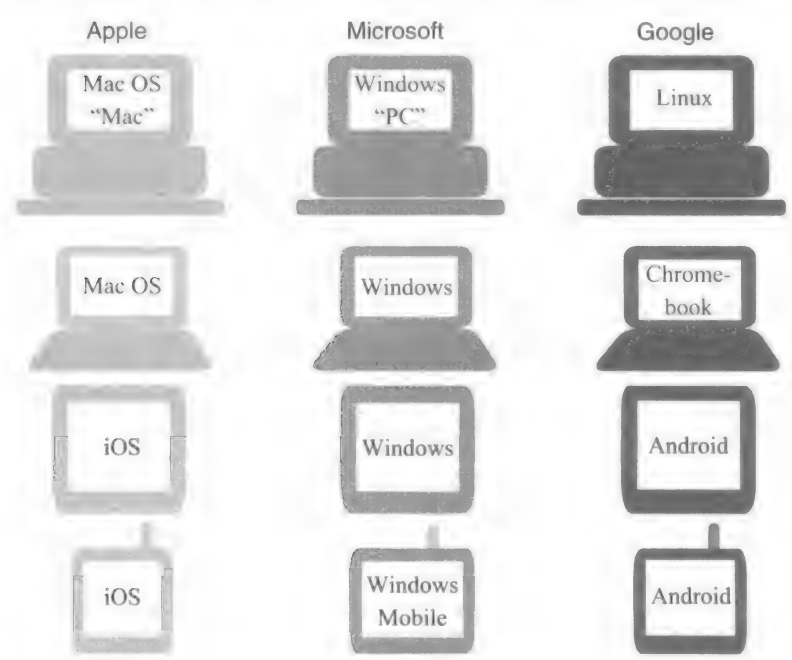 Apple
Microsoft
Google
Mac OS
“Mac”
Windows
“PC”
Linux
Mac OS
Windows
Chrome-
book
iOS
Windows
Android
iOS
Windows
Mobile
Android